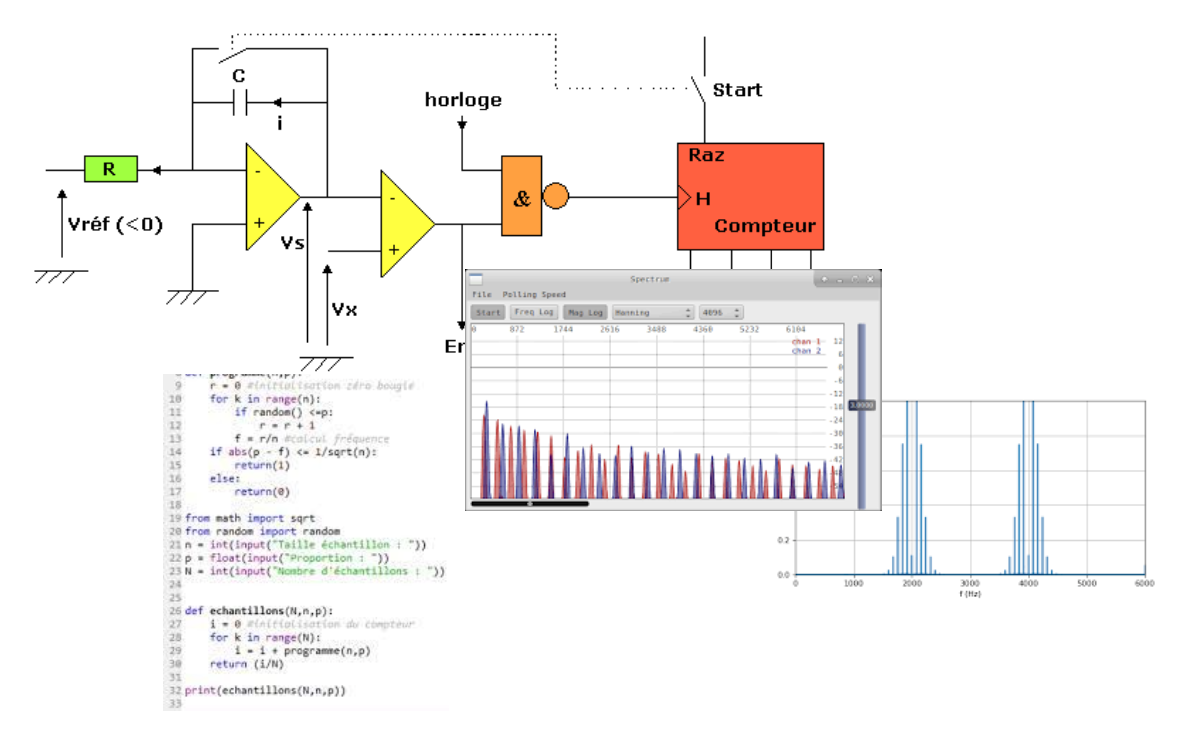 C
i
R
Vréf (<0)
-
+
Vs
-
+
Vx
horloge
&
Start
Raz
H
Compteur
Spectrum
File Polling Speed
Start Freq Log Mag Log Hanning 4096
0 872 1744 2616 3488 4360 5232 6104
chan 1
chan 2
12
6
0
-6
-12
-18
-24
-30
-36
-42
0.2
0.0
0 1000 2000 3000 4000 5000 6000
f (Hz)
def programme(n,p):
9 r = 0 #initialisation zéro bougie
10 for k in range(n):
11 if random() <=p:
12 r = r + 1
13 f = r/n #calcul fréquence
14 if abs(p - f) <= 1/sqrt(n):
15 return(1)
16 else:
17 return(0)
18
19 from math import sqrt
20 from random import random
21 n = int(input("Taille échantillon : "))
22 p = float(input("Proportion : "))
23 N = int(input("Nombre d'échantillons : "))
24
25
26 def echantillons(N,n,p):
27 i = 0 #initialisation du compteur
28 for k in range(N):
29 i = i + programme(n,p)
30 return (i/N)
31
32 print(echantillons(N,n,p))
33